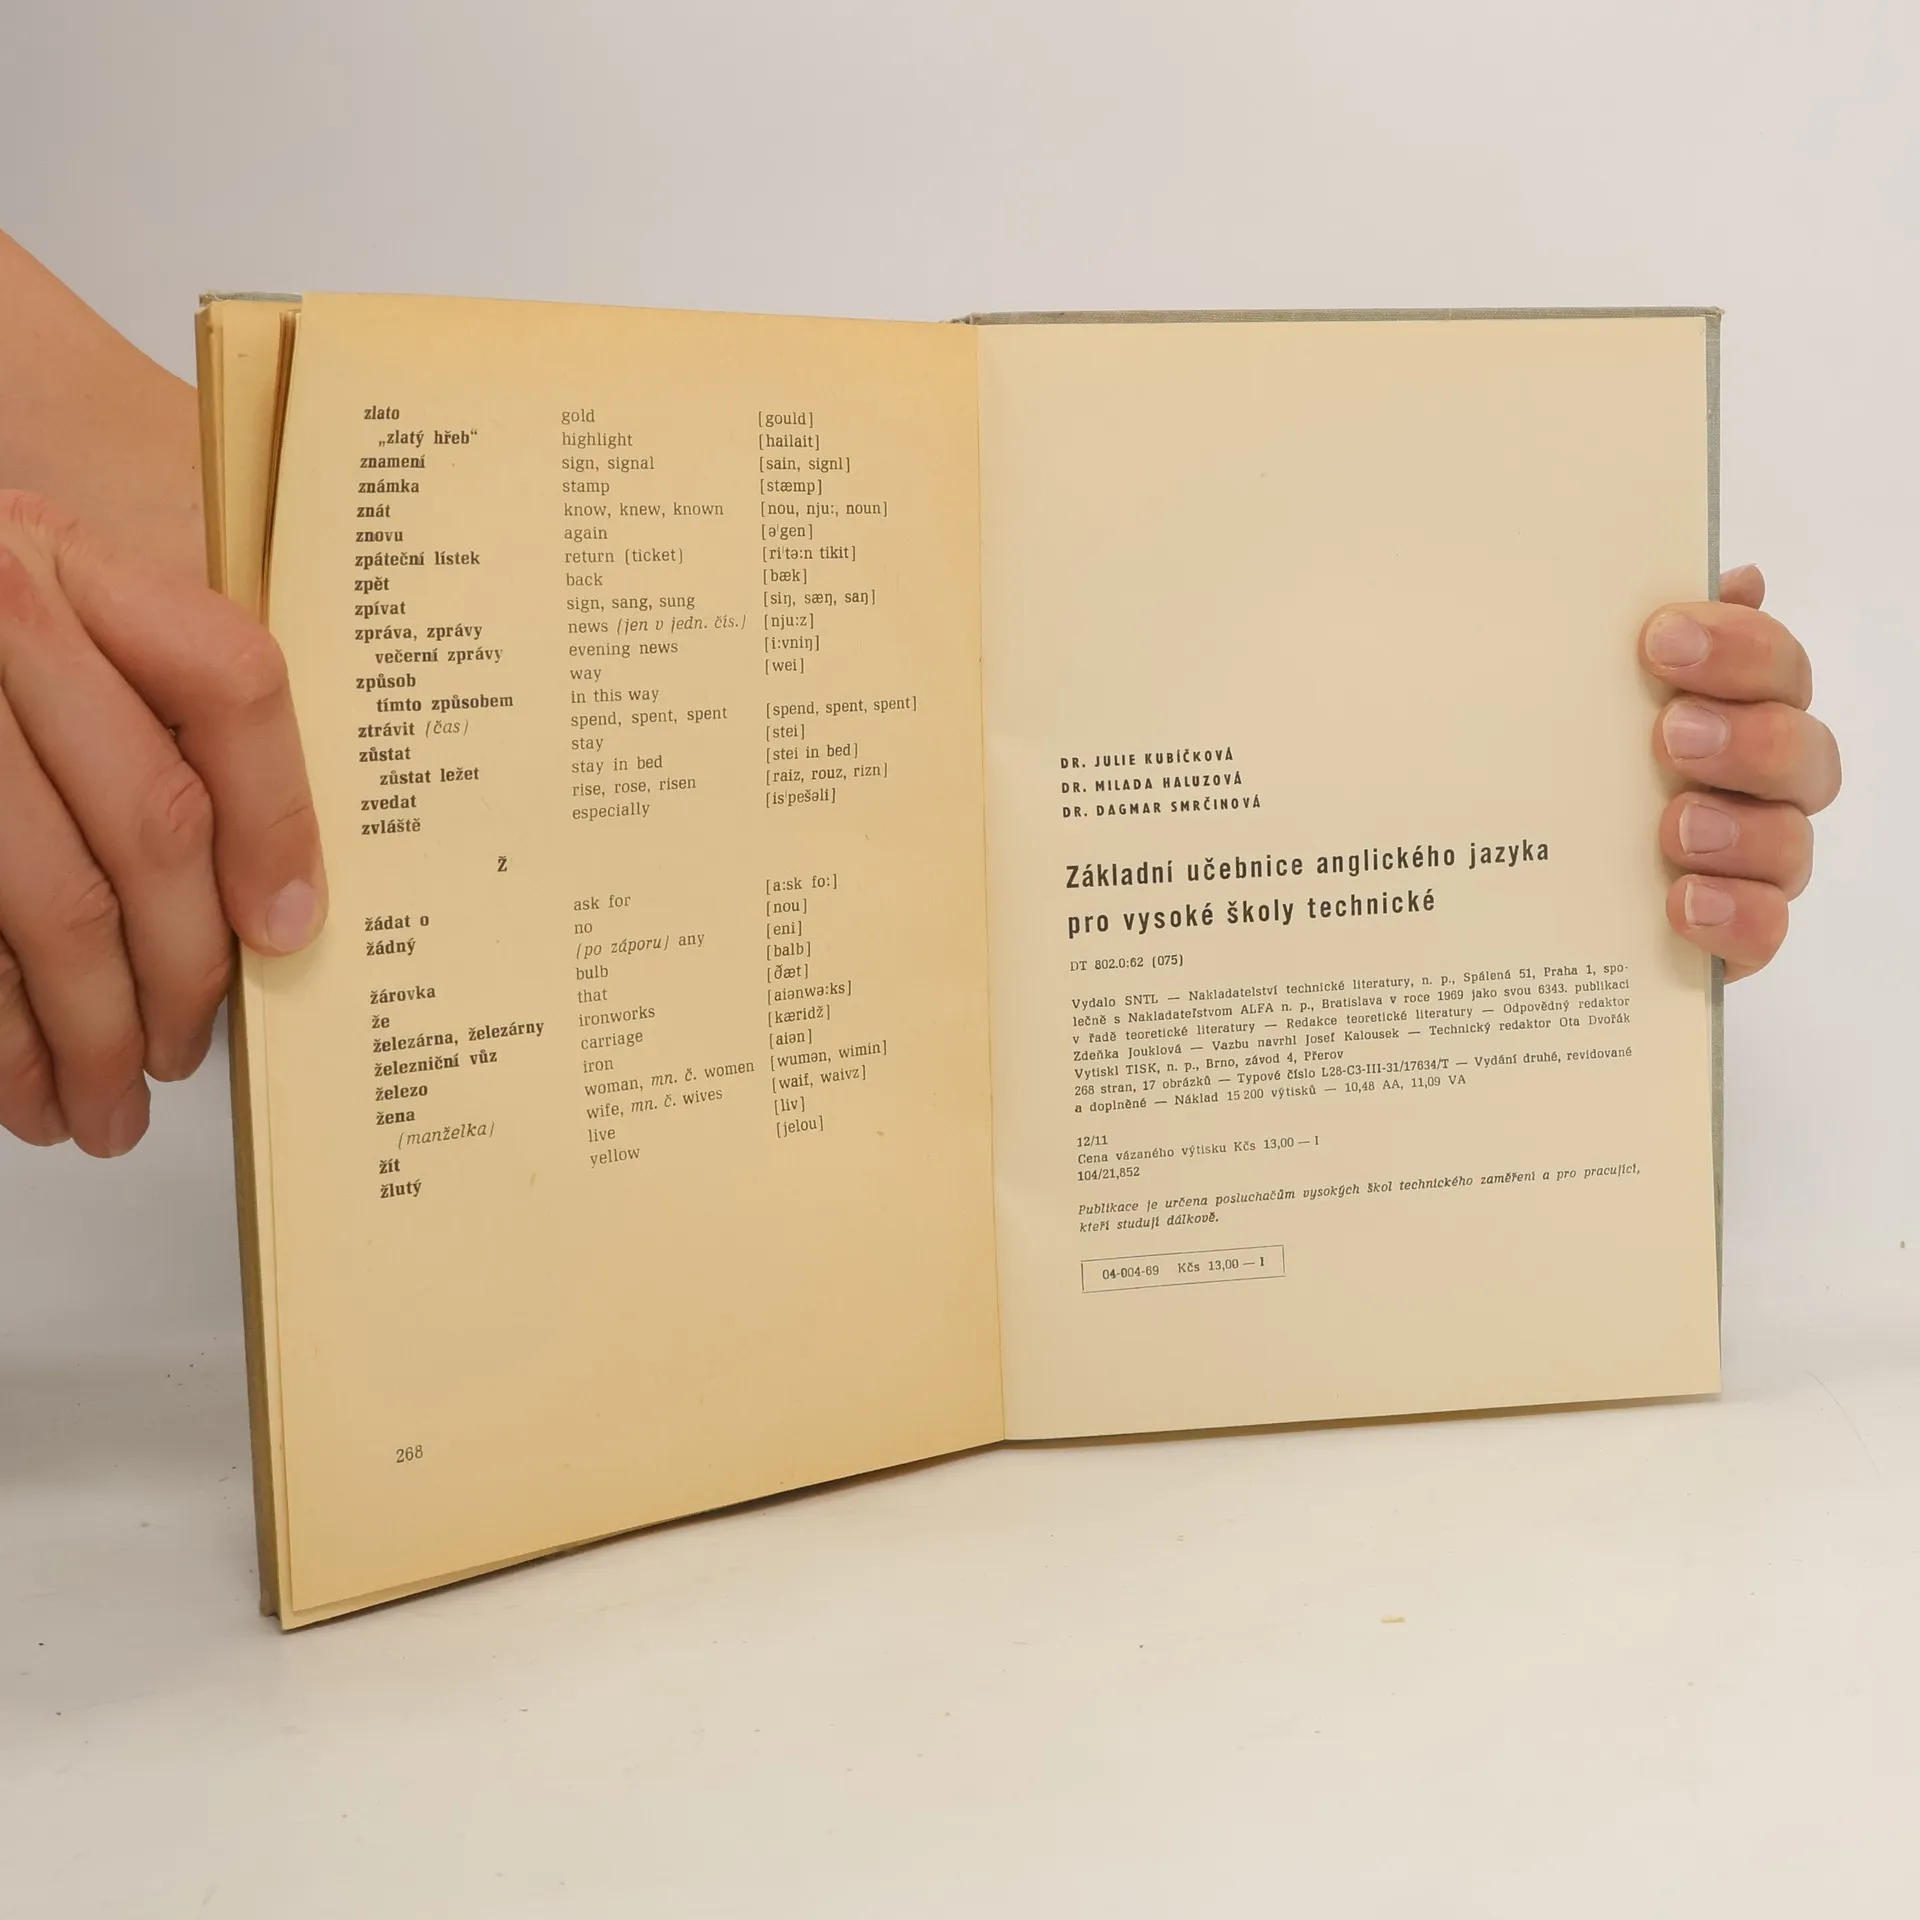 zlato gold [gould]
„zlatý hřeb“ highlight [hailait]
znamení sign, signal [sain, signl]
známka stamp [stæmp]
znát know, knew, known [nou, nju:, noun]
znovu again [əˈgen]
zpáteční lístek return (ticket) [riˈtə:n tikit]
zpět back [bæk]
zpívat sign, sang, sung [siŋ, sæŋ, saŋ]
zpráva, zprávy news (jen v jedn. čís.) [nju:z]
večerní zprávy evening news [i:vniŋ]
způsob way [wei]
tímto způsobem in this way
ztrávit (čas) spend, spent, spent [spend, spent, spent]
zůstat stay [stei]
zůstat ležet stay in bed [stei in bed]
zvedat rise, rose, risen [raiz, rouz, rizn]
zvláště especially [isˈpešəli]
Ž
žádat o ask for [a:sk fo:]
žádný no [nou]
(po záporu) any [eni]
žárovka bulb [balb]
že that [ðæt]
železárna, železárny ironworks [aiənwə:ks]
železniční vůz carriage [kæridž]
železo iron [aiən]
žena woman, mn. č. women [wumən, wimin]
(manželka) wife, mn. č. wives [waif, waivz]
žít live [liv]
žlutý yellow [jelou]
268
DR. JULIE KUBÍČKOVÁ
DR. MILADA HALUZOVÁ
DR. DAGMAR SMRČINOVÁ
Základní učebnice anglického jazyka
pro vysoké školy technické
DT 802.0:62 (075)
Vydalo SNTL — Nakladatelství technické literatury, n. p., Spálená 51, Praha 1, spo-
lečně s Nakladateľstvom ALFA n. p., Bratislava v roce 1969 jako svou 6343. publikaci
v řadě teoretické literatury — Redakce teoretické literatury — Odpovědný redaktor
Zdeňka Jouklová — Vazbu navrhl Josef Kalousek — Technický redaktor Ota Dvořák
Vytiskl TISK, n. p., Brno, závod 4, Přerov
268 stran, 17 obrázků — Typové číslo L28-C3-III-31/17634/T — Vydání druhé, revidované
a doplněné — Náklad 15 200 výtisků — 10,48 AA, 11,09 VA
12/11
Cena vázaného výtisku Kčs 13,00 — I
104/21,852
Publikace je určena posluchačům vysokých škol technického zaměření a pro pracující,
kteří studují dálkově.
04-004-69 Kčs 13,00 — I